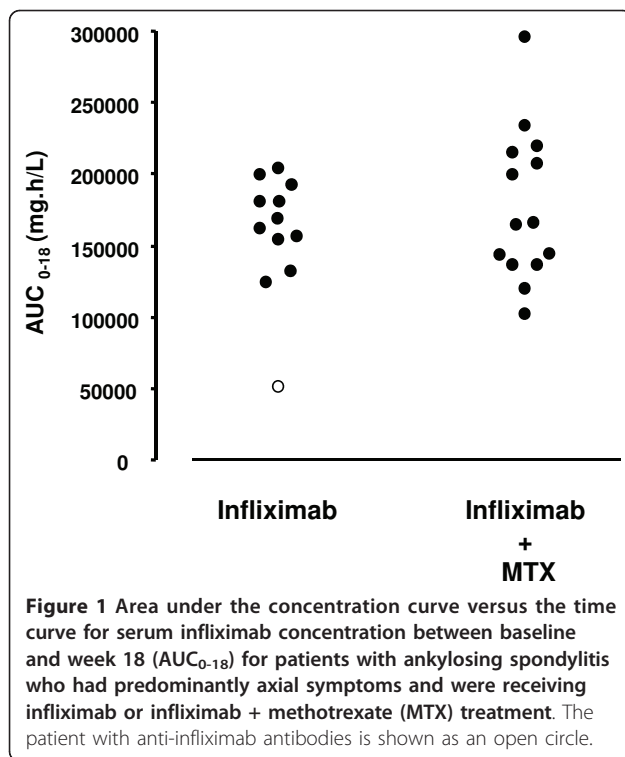 300000
250000
200000
150000
100000
50000
0
AUC 0-18 (mg.h/L)
Infliximab
Infliximab
+
MTX
Figure 1 Area under the concentration curve versus the time
curve for serum infliximab concentration between baseline
and week 18 (AUC0-18) for patients with ankylosing spondylitis
who had predominantly axial symptoms and were receiving
infliximab or infliximab + methotrexate (MTX) treatment. The
patient with anti-infliximab antibodies is shown as an open circle.